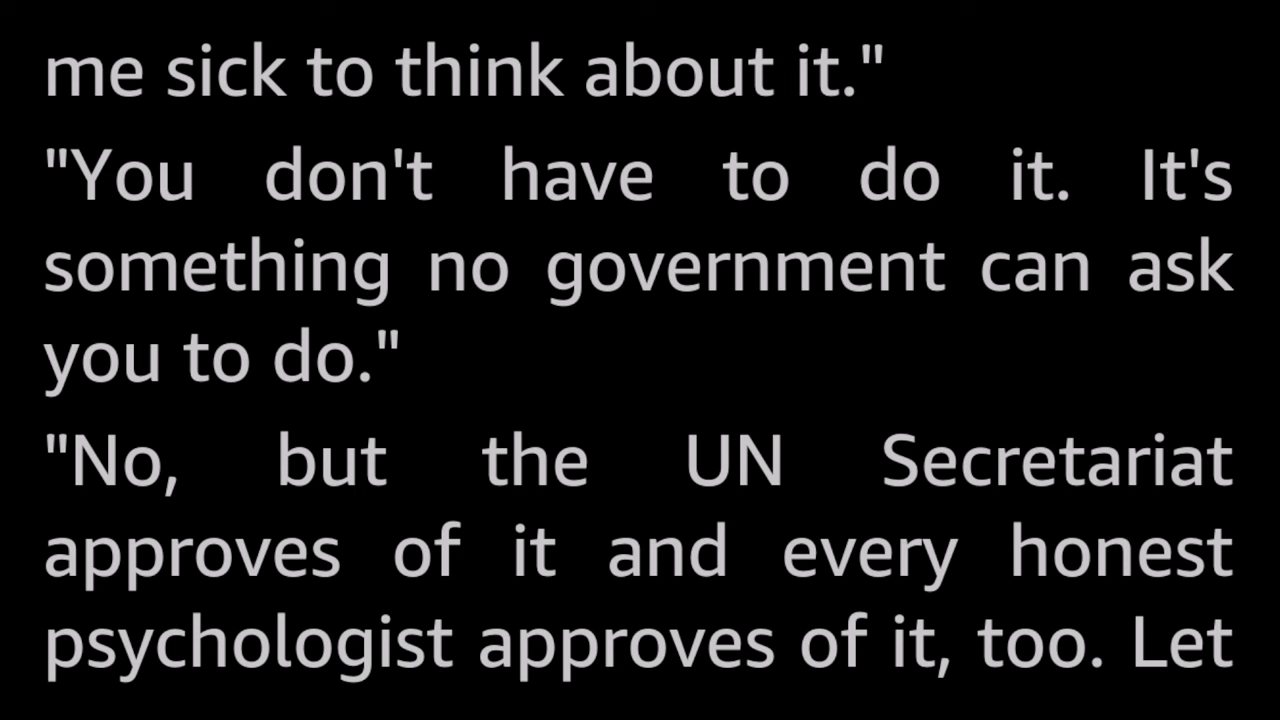 me sick to think about it."
"You don't have to do it. It's
something no government can ask
you to do."
"No, but the UN Secretariat
approves of it and every honest
psychologist approves of it, too. Let